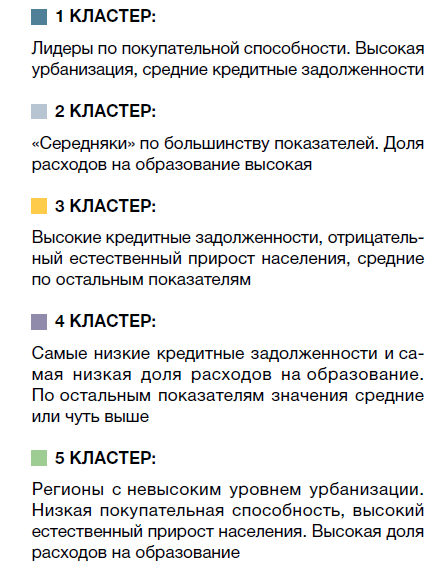 1 КЛАСТЕР:
Лидеры по покупательной способности. Высокая
урбанизация, средние кредитные задолженности
2 КЛАСТЕР:
«Середняки» по большинству показателей. Доля
расходов на образование высокая
3 КЛАСТЕР:
Высокие кредитные задолженности, отрицатель-
ный естественный прирост населения, средние
по остальным показателям
4 КЛАСТЕР:
Самые низкие кредитные задолженности и са-
мая низкая доля расходов на образование.
По остальным показателям значения средние
или чуть выше
5 КЛАСТЕР:
Регионы с невысоким уровнем урбанизации.
Низкая покупательная способность, высокий
естественный прирост населения. Высокая доля
расходов на образование